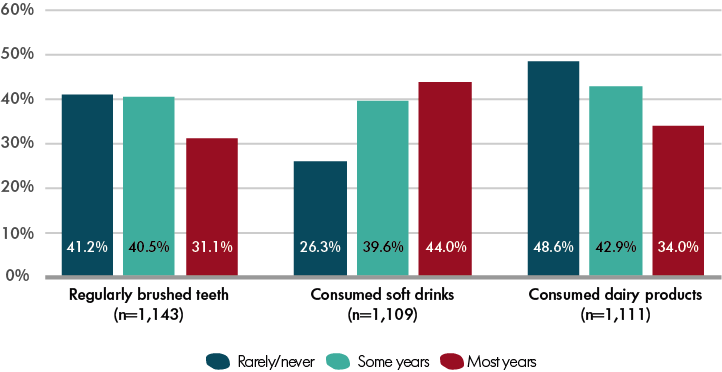 60%
50%
40%
30%
20%
10%
0%
41.2% 40.5% 31.1% 26.3% 39.6% 44.0% 48.6% 42.9% 34.0%
Regularly brushed teeth Consumed soft drinks Consumed dairy products
(n=1,143) (n=1,109) (n=1,111)
Rarely/never Some years Most years